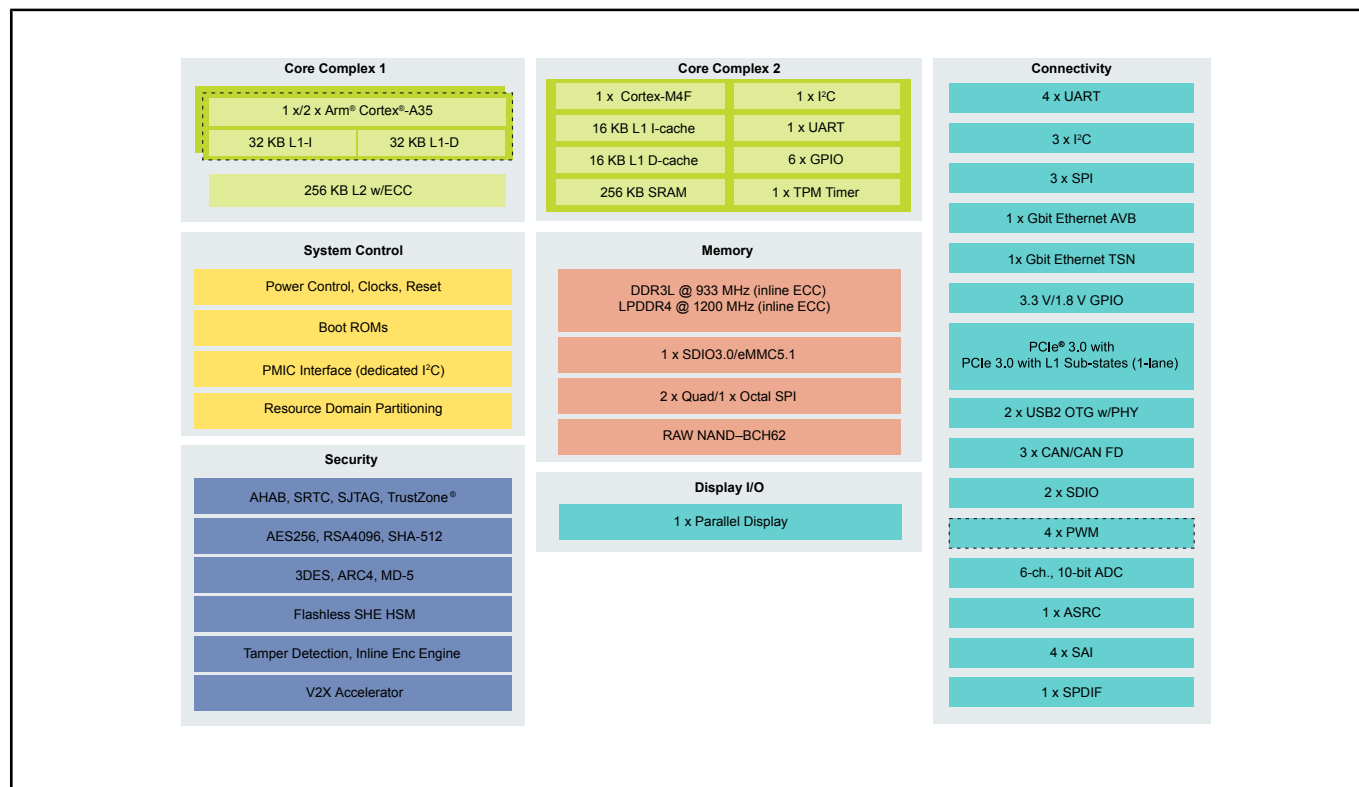 Core Complex 1
1 x/2 x Arm® Cortex®-A35
32 KB L1-I
32 KB L1-D
256 KB L2 w/ECC
System Control
Power Control, Clocks, Reset
Boot ROMs
PMIC Interface (dedicated I²C)
Resource Domain Partitioning
Security
AHAB, SRTC, SJTAG, TrustZone®
AES256, RSA4096, SHA-512
3DES, ARC4, MD-5
Flashless SHE HSM
Tamper Detection, Inline Enc Engine
V2X Accelerator
Core Complex 2
1 x Cortex-M4F
1 x I²C
16 KB L1 I-cache
1 x UART
16 KB L1 D-cache
6 x GPIO
256 KB SRAM
1 x TPM Timer
Memory
DDR3L @ 933 MHz (inline ECC)
LPDDR4 @ 1200 MHz (inline ECC)
1 x SDIO3.0/eMMC5.1
2 x Quad/1 x Octal SPI
RAW NAND–BCH62
Display I/O
1 x Parallel Display
Connectivity
4 x UART
3 x I²C
3 x SPI
1 x Gbit Ethernet AVB
1x Gbit Ethernet TSN
3.3 V/1.8 V GPIO
PCIe® 3.0 with
PCIe 3.0 with L1 Sub-states (1-lane)
2 x USB2 OTG w/PHY
3 x CAN/CAN FD
2 x SDIO
4 x PWM
6-ch., 10-bit ADC
1 x ASRC
4 x SAI
1 x SPDIF